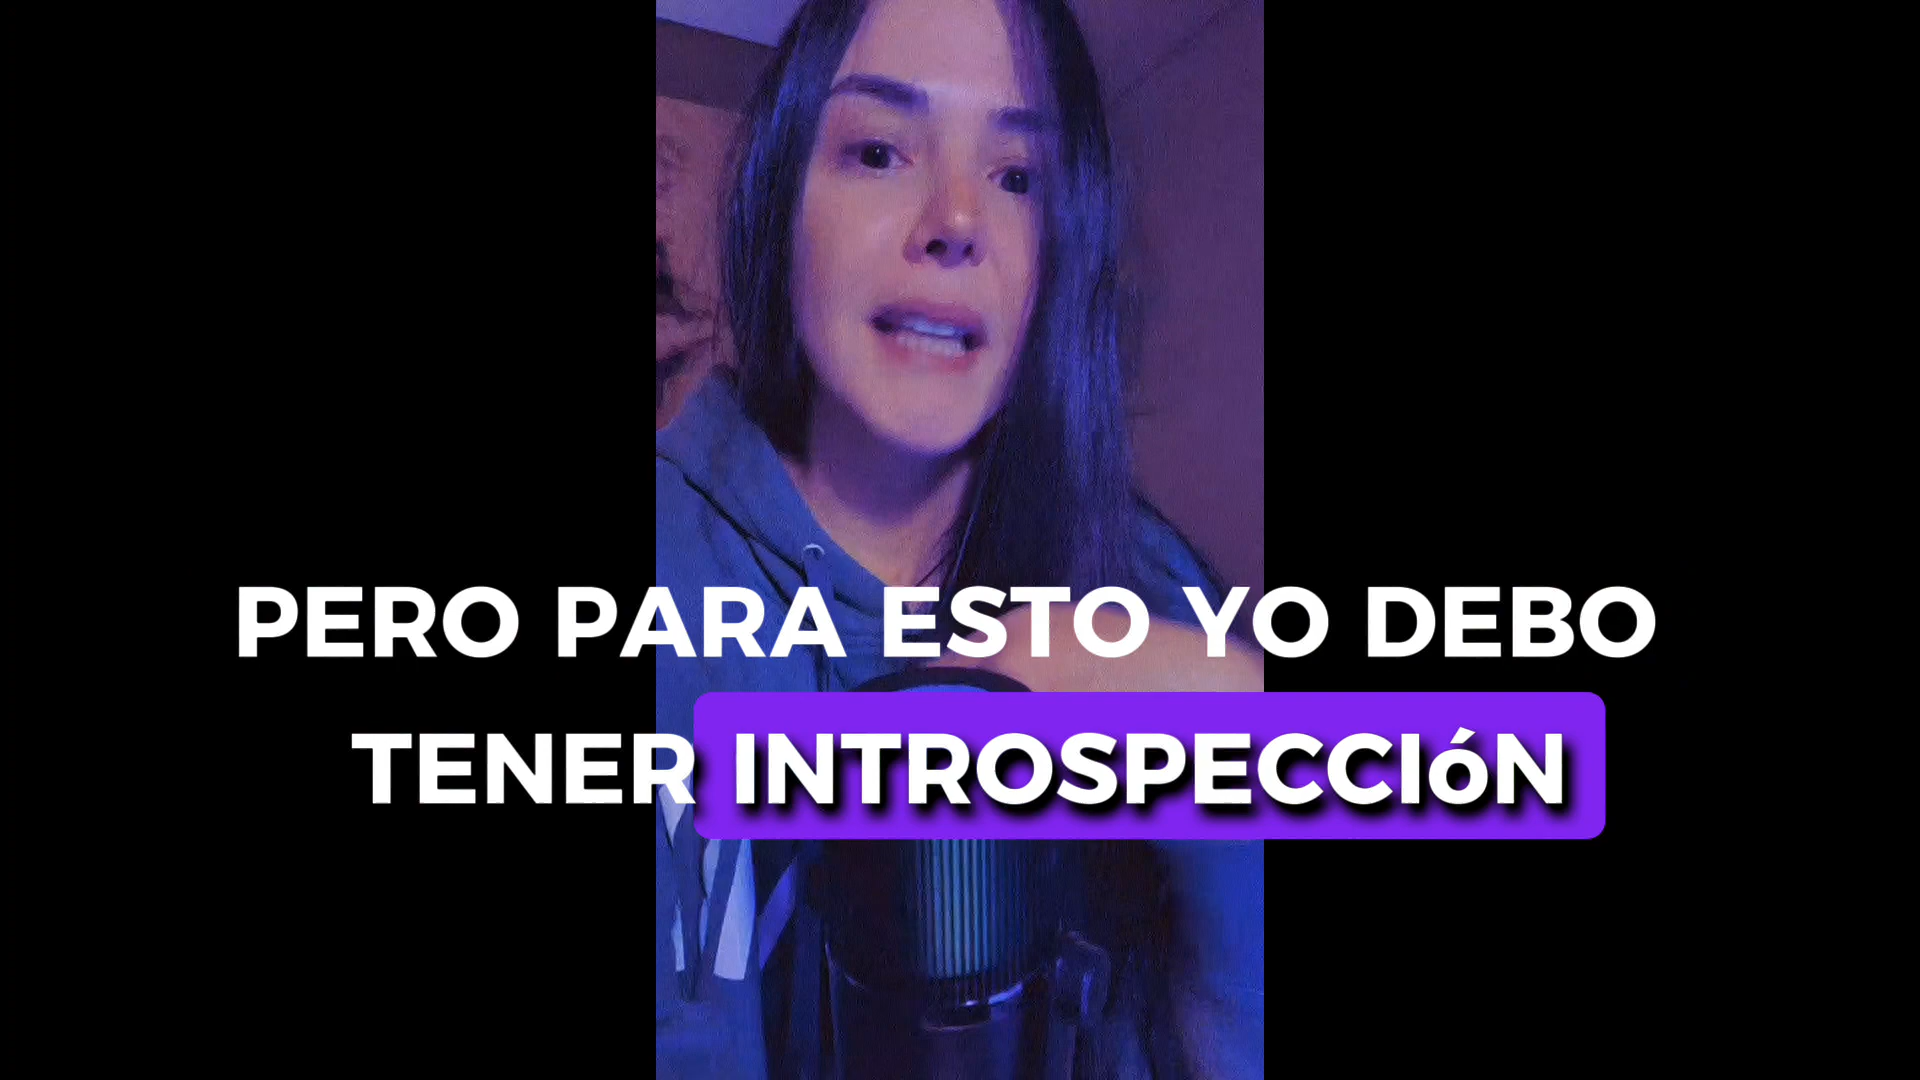 PERO PARA ESTO YO DEBO
TENER INTROSPECCIóN